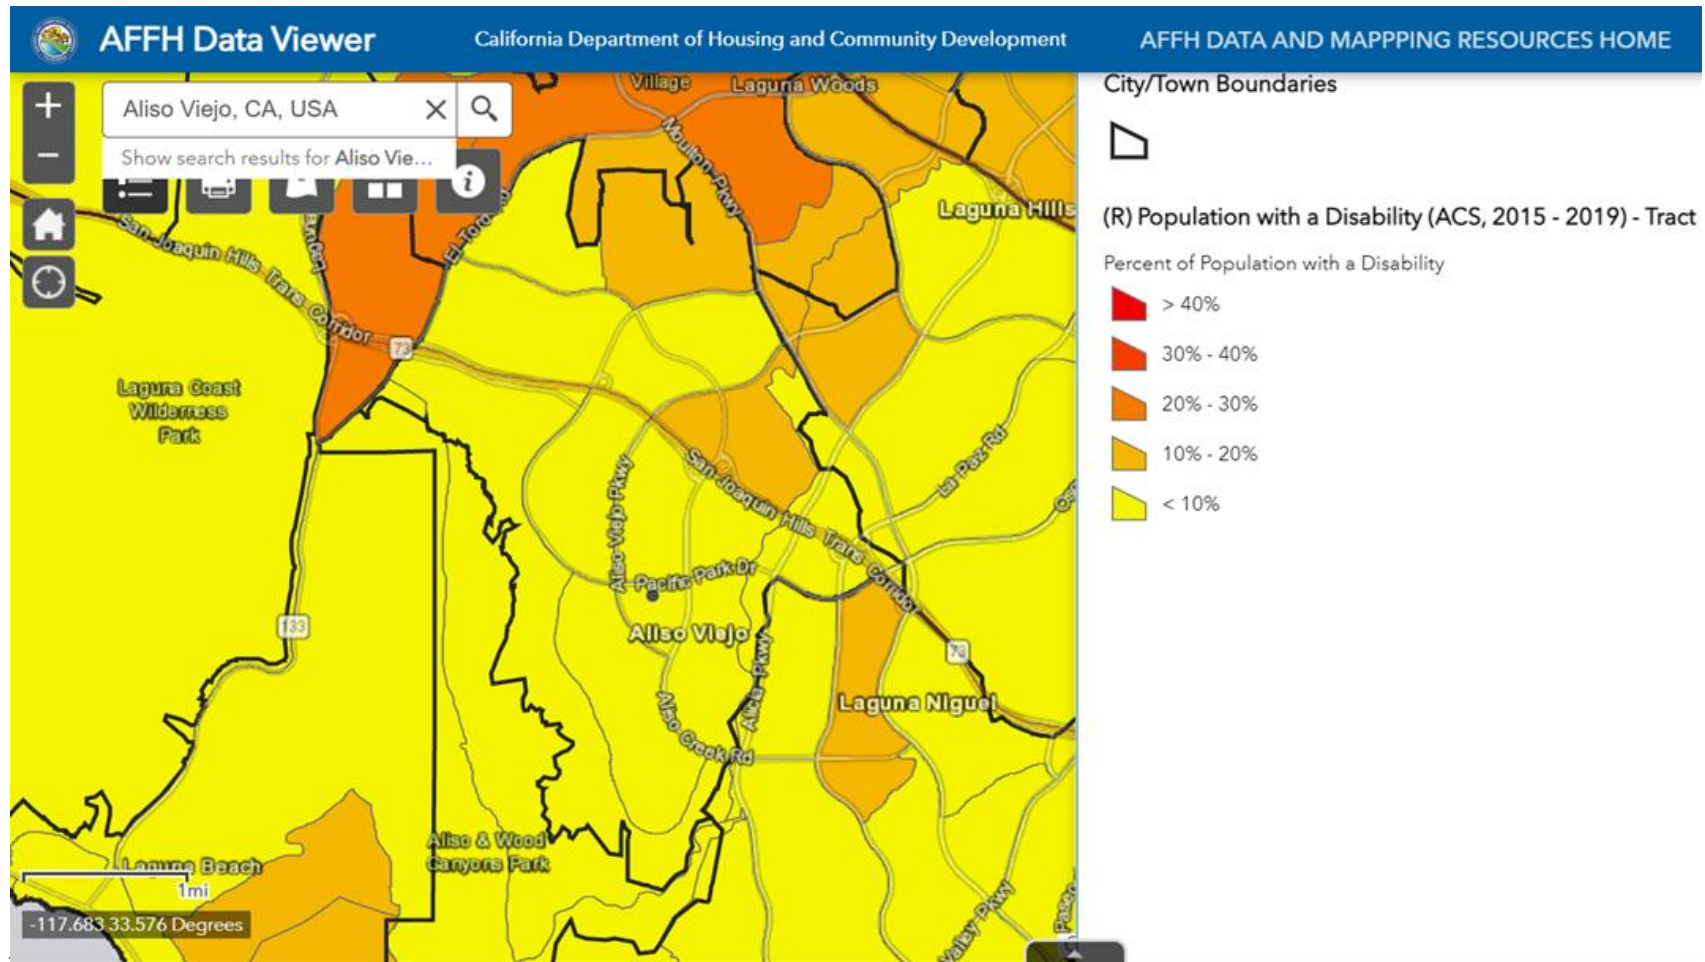 AFFH Data Viewer
California Department of Housing and Community Development
AFFH DATA AND MAPPPING RESOURCES HOME
+
Aliso Viejo, CA, USA
Show search results for Aliso Vie...
−
Village
Laguna Woods
Moulton Pkwy
Laguna Hills
El Toro Rd
San Joaquin Hills Trans Corridor
73
Laguna Coast
Wilderness
Park
La Paz Rd
Aliso Viejo Pkwy
San Joaquin Hills Trans Corridor
Pacific Park Dr
133
Aliso Viejo
73
Alicia Pkwy
Laguna Niguel
Aliso Creek Rd
Aliso & Wood
Canyons Park
Laguna Beach
1mi
Valley Pkwy
-117.683 33.576 Degrees
City/Town Boundaries
(R) Population with a Disability (ACS, 2015 - 2019) - Tract
Percent of Population with a Disability
> 40%
30% - 40%
20% - 30%
10% - 20%
< 10%